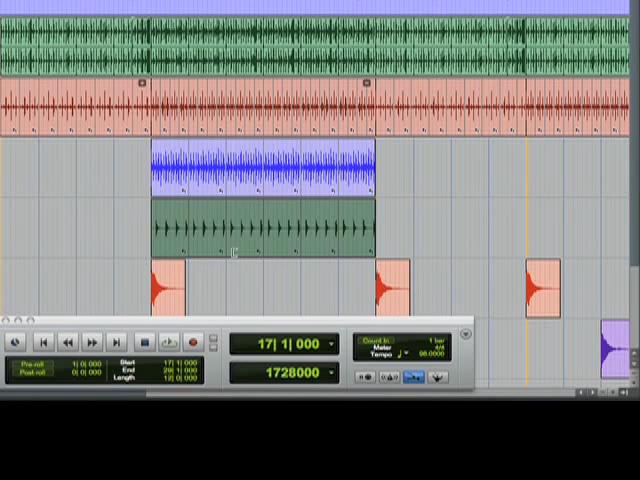 17| 1| 000
Count In 1 bar
Meter 4/4
Tempo 96.0000
Pre-roll 1| 0| 000
Post-roll 0| 0| 000
Start 17| 1| 000
End 29| 1| 000
Length 12| 0| 000
1728000